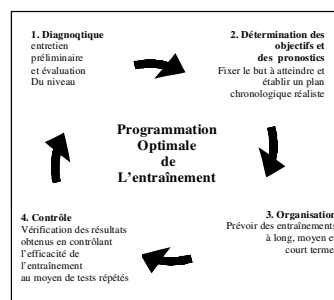 1. Diagnoqtique
entretien
préliminaire
et évaluation
Du niveau
2. Détermination des
objectifs et
des pronostics
Fixer le but à atteindre et
établir un plan
chronologique réaliste
Programmation
Optimale
de
L'entraînement
3. Organisation
Prévoir des entraînements
à long, moyen et
court terme
4. Contrôle
Vérification des résultats
obtenus en contrôlant
l'efficacité de
l'entraînement
au moyen de tests répétés